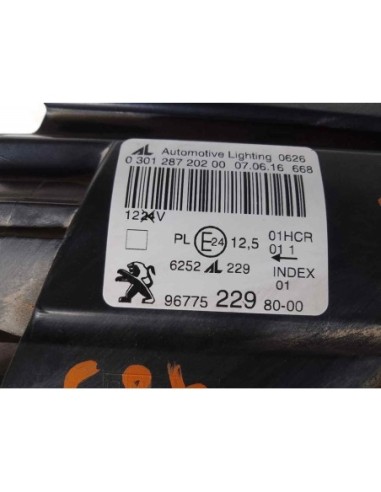 AL Automotive Lighting 0626
0 301 287 202 00 07.06.16 668
1224V
PL E24 12,5 01HCR
01 1
6252 AL 229 INDEX
01
96775 229 80-00